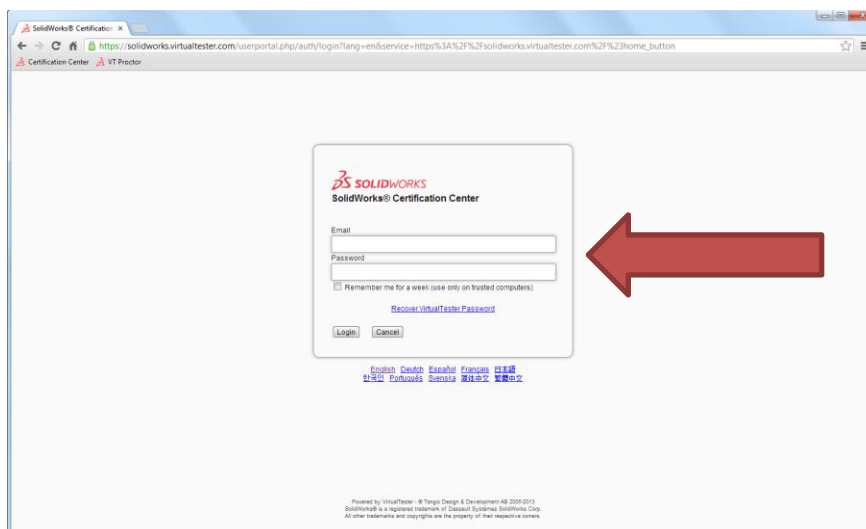 SolidWorks® Certification
https://solidworks.virtualtester.com/userportal.php/auth/login?lang=en&service=https%3A%2F%2Fsolidworks.virtualtester.com%2F%23home_button
Certification Center VT Proctor
SOLIDWORKS
SolidWorks® Certification Center
Email
Password
Remember me for a week (use only on trusted computers)
Recover VirtualTester Password
Login Cancel
English Deutch Español Français 日本語
한국인 Português Svenska 简体中文 繁體中文
Powered by VirtualTester - © Tangix Design & Development AB 2005-2013
SolidWorks® is a registered trademark of Dassault Systèmes SolidWorks Corp.
All other trademarks and copyrights are the property of their respective owners.